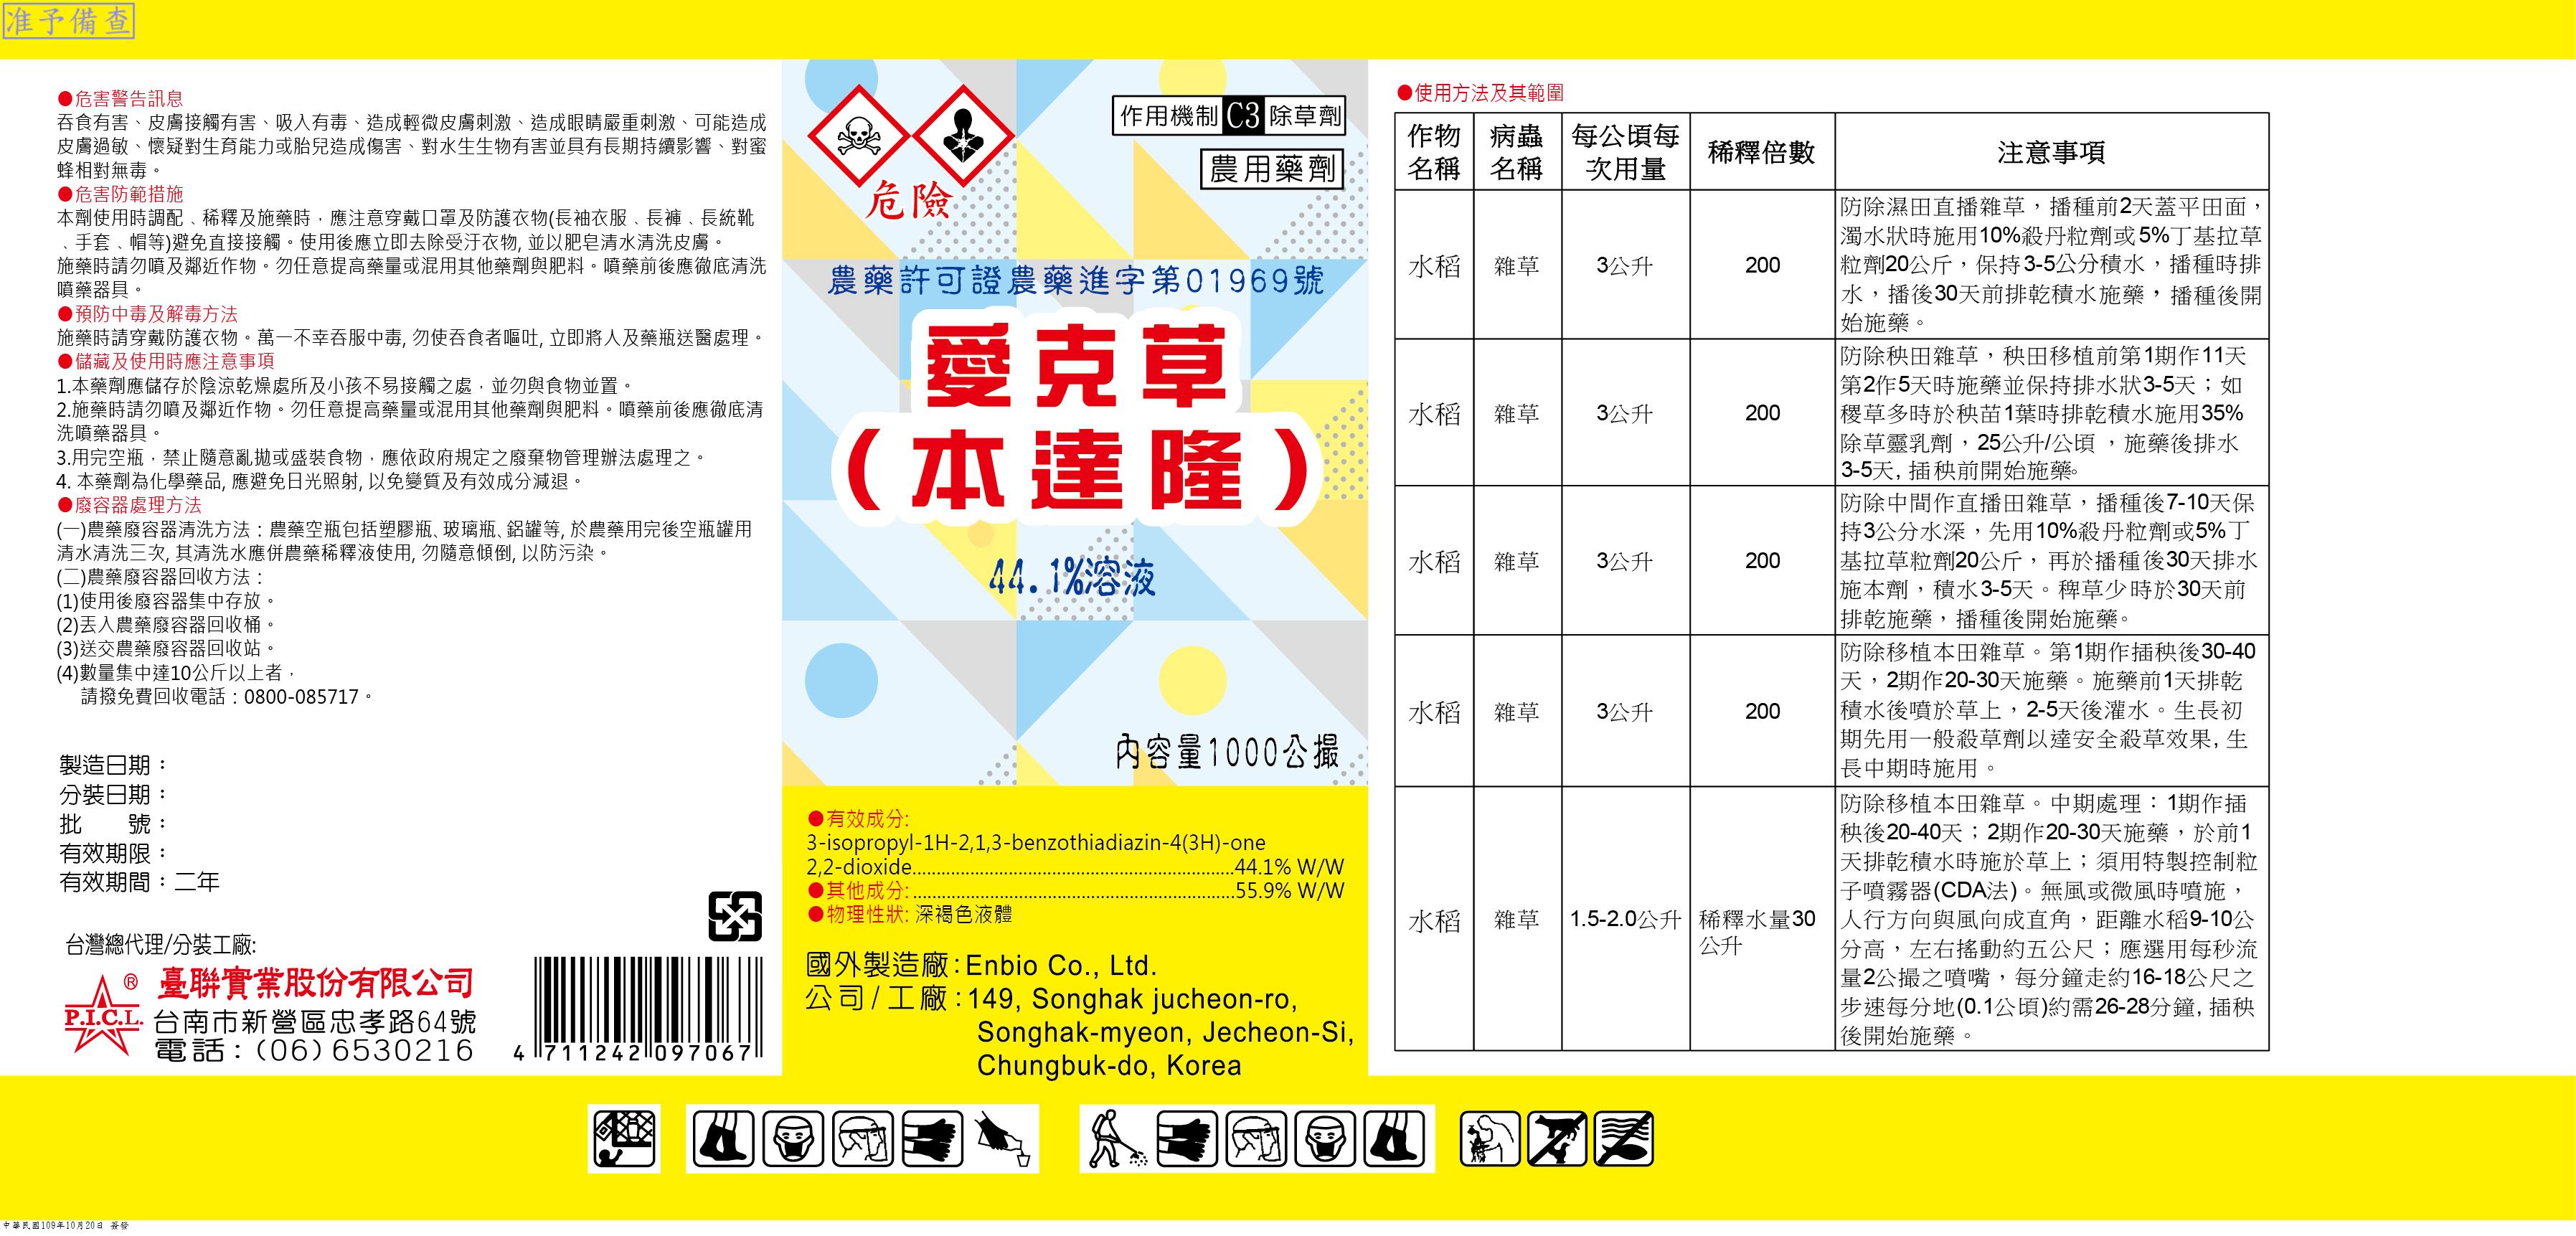 准予備查
●危害警告訊息
吞食有害、皮膚接觸有害、吸入有毒、造成輕微皮膚刺激、造成眼睛嚴重刺激、可能造成
皮膚過敏、懷疑對生育能力或胎兒造成傷害、對水生生物有害並具有長期持續影響、對蜜
蜂相對無毒。
●危害防範措施
本劑使用時調配、稀釋及施藥時，應注意穿戴口罩及防護衣物(長袖衣服、長褲、長統靴
、手套、帽等)避免直接接觸。使用後應立即去除受汙衣物, 並以肥皂清水清洗皮膚。
施藥時請勿噴及鄰近作物。勿任意提高藥量或混用其他藥劑與肥料。噴藥前後應徹底清洗
噴藥器具。
●預防中毒及解毒方法
施藥時請穿戴防護衣物。萬一不幸吞服中毒, 勿使吞食者嘔吐, 立即將人及藥瓶送醫處理。
●儲藏及使用時應注意事項
1.本藥劑應儲存於陰涼乾燥處所及小孩不易接觸之處，並勿與食物並置。
2.施藥時請勿噴及鄰近作物。勿任意提高藥量或混用其他藥劑與肥料。噴藥前後應徹底清
洗噴藥器具。
3.用完空瓶，禁止隨意亂拋或盛裝食物，應依政府規定之廢棄物管理辦法處理之。
4. 本藥劑為化學藥品, 應避免日光照射, 以免變質及有效成分減退。
●廢容器處理方法
(一)農藥廢容器清洗方法：農藥空瓶包括塑膠瓶、玻璃瓶、鋁罐等, 於農藥用完後空瓶罐用
清水清洗三次, 其清洗水應併農藥稀釋液使用, 勿隨意傾倒, 以防污染。
(二)農藥廢容器回收方法：
(1)使用後廢容器集中存放。
(2)丟入農藥廢容器回收桶。
(3)送交農藥廢容器回收站。
(4)數量集中達10公斤以上者，
請撥免費回收電話：0800-085717。
製造日期：
分裝日期：
批　　號：
有效期限：
有效期間：二年
台灣總代理/分裝工廠:
P.I.C.L. ® 臺聯實業股份有限公司
台南市新營區忠孝路64號
電話：(06)6530216
4 711242 097067
作用機制 C3 除草劑
農用藥劑
危險
農藥許可證農藥進字第01969號
愛克草
(本達隆)
44.1%溶液
內容量1000公撮
●有效成分:
3-isopropyl-1H-2,1,3-benzothiadiazin-4(3H)-one
2,2-dioxide..................................................................44.1% W/W
●其他成分:..................................................................55.9% W/W
●物理性狀: 深褐色液體
國外製造廠：Enbio Co., Ltd.
公司/工廠：149, Songhak jucheon-ro,
Songhak-myeon, Jecheon-Si,
Chungbuk-do, Korea
●使用方法及其範圍
作物名稱 病蟲名稱 每公頃每次用量 稀釋倍數 注意事項
水稻 雜草 3公升 200
防除濕田直播雜草，播種前2天蓋平田面，
濁水狀時施用10%殺丹粒劑或5%丁基拉草
粒劑20公斤，保持3-5公分積水，播種時排
水，播後30天前排乾積水施藥，播種後開
始施藥。
水稻 雜草 3公升 200
防除秧田雜草，秧田移植前第1期作11天
第2作5天時施藥並保持排水狀3-5天；如
稷草多時於秧苗1葉時排乾積水施用35%
除草靈乳劑，25公升/公頃，施藥後排水
3-5天, 插秧前開始施藥。
水稻 雜草 3公升 200
防除中間作直播田雜草，播種後7-10天保
持3公分水深，先用10%殺丹粒劑或5%丁
基拉草粒劑20公斤，再於播種後30天排水
施本劑，積水3-5天。稗草少時於30天前
排乾施藥，播種後開始施藥。
水稻 雜草 3公升 200
防除移植本田雜草。第1期作插秧後30-40
天，2期作20-30天施藥。施藥前1天排乾
積水後噴於草上，2-5天後灌水。生長初
期先用一般殺草劑以達安全殺草效果, 生
長中期時施用。
水稻 雜草 1.5-2.0公升 稀釋水量30公升
防除移植本田雜草。中期處理：1期作插
秧後20-40天；2期作20-30天施藥，於前1
天排乾積水時施於草上；須用特製控制粒
子噴霧器(CDA法)。無風或微風時噴施，
人行方向與風向成直角，距離水稻9-10公
分高，左右搖動約五公尺；應選用每秒流
量2公撮之噴嘴，每分鐘走約16-18公尺之
步速每分地(0.1公頃)約需26-28分鐘, 插秧
後開始施藥。
中華民國109年10月20日 簽發